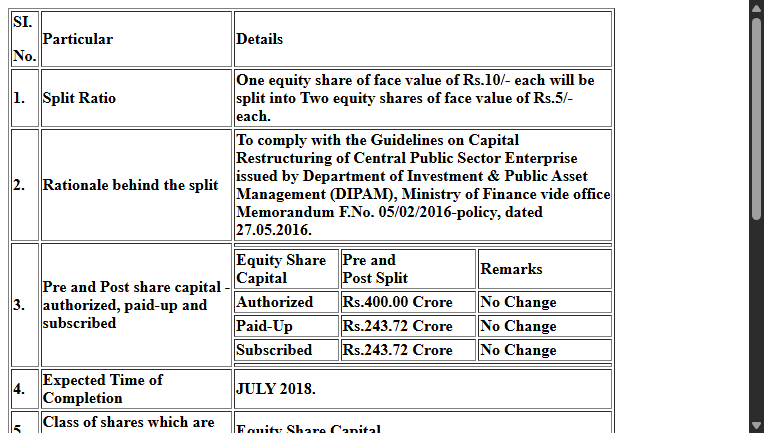 SI.
No.
Particular
Details
1.
Split Ratio
One equity share of face value of Rs.10/- each will be
split into Two equity shares of face value of Rs.5/-
each.
2.
Rationale behind the split
To comply with the Guidelines on Capital
Restructuring of Central Public Sector Enterprise
issued by Department of Investment & Public Asset
Management (DIPAM), Ministry of Finance vide office
Memorandum F.No. 05/02/2016-policy, dated
27.05.2016.
3.
Pre and Post share capital -
authorized, paid-up and
subscribed
Equity Share
Capital
Pre and
Post Split
Remarks
Authorized
Rs.400.00 Crore
No Change
Paid-Up
Rs.243.72 Crore
No Change
Subscribed
Rs.243.72 Crore
No Change
4.
Expected Time of
Completion
JULY 2018.
5.
Class of shares which are
Equity Share Capital